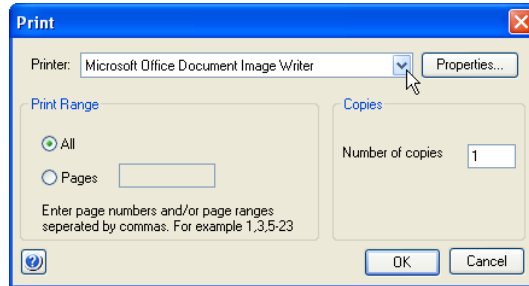 Print
Printer: Microsoft Office Document Image Writer Properties...
Print Range Copies
All
Number of copies 1
Pages
Enter page numbers and/or page ranges
seperated by commas. For example 1,3,5-23
? OK Cancel